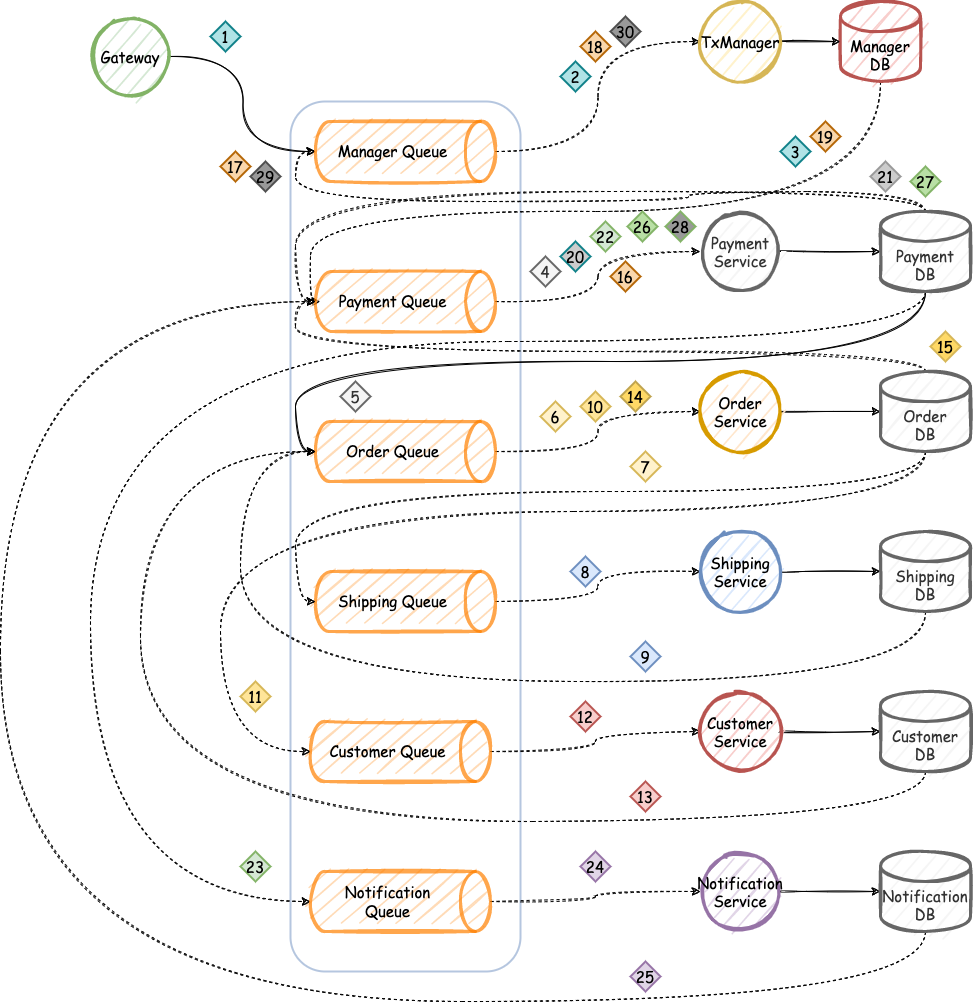 1
30
18
2
Gateway
TxManager
Manager
DB
3
19
Manager Queue
17
29
21
27
4
20
22
26
28
16
Payment
Service
Payment
DB
Payment Queue
15
5
6
10
14
Order
Service
Order
DB
Order Queue
7
8
Shipping
Service
Shipping
DB
Shipping Queue
9
11
12
Customer
Service
Customer
DB
Customer Queue
13
23
24
Notification
Queue
Notification
Service
Notification
DB
25